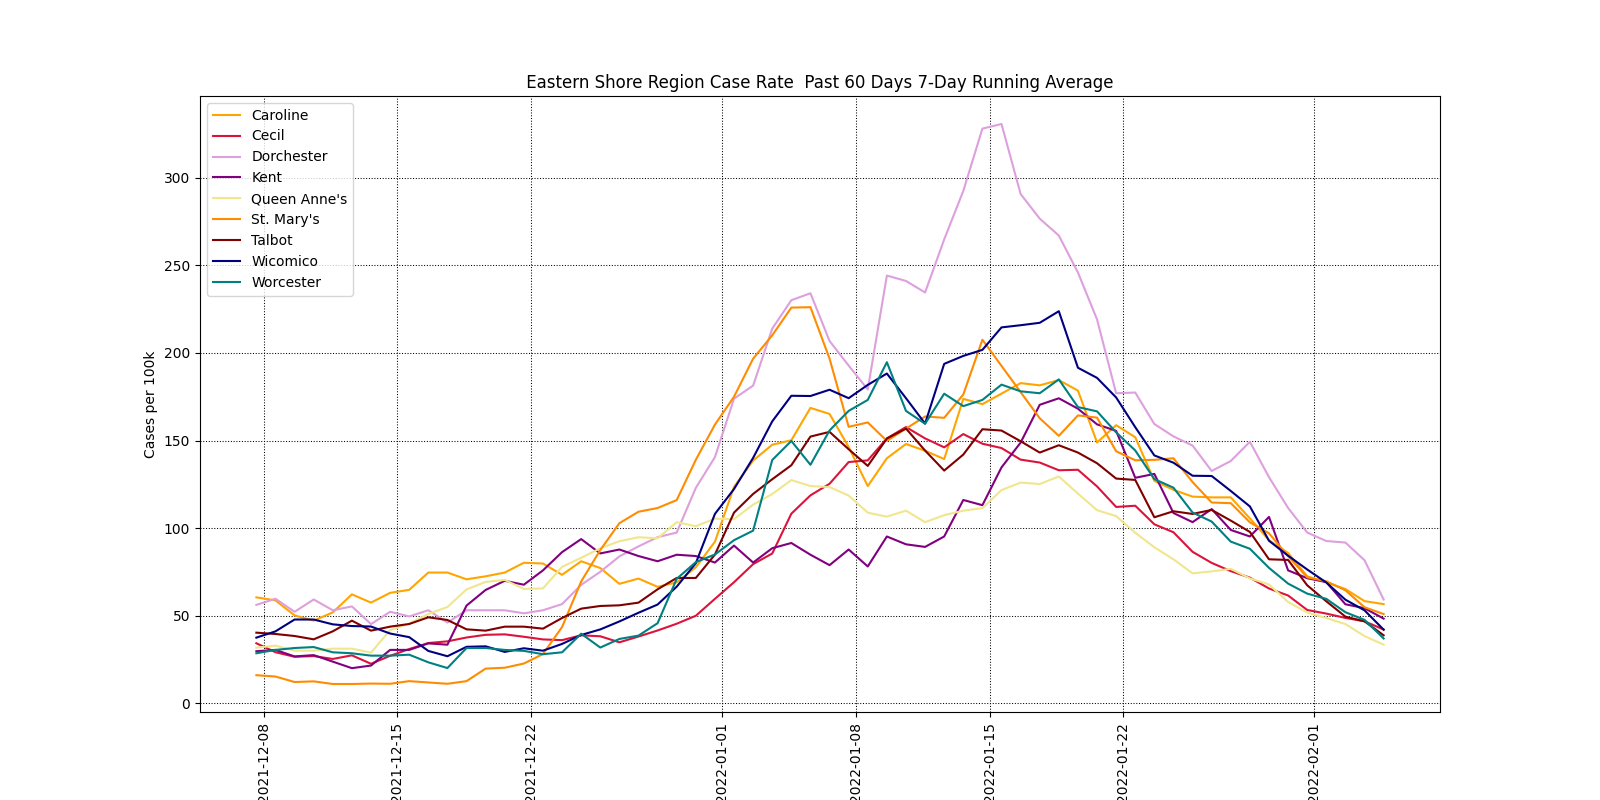 Eastern Shore Region Case Rate  Past 60 Days 7-Day Running Average
Caroline
Cecil
Dorchester
Kent
Queen Anne's
St. Mary's
Talbot
Wicomico
Worcester
Cases per 100k
300
250
200
150
100
50
0
2021-12-08
2021-12-15
2021-12-22
2022-01-01
2022-01-08
2022-01-15
2022-01-22
2022-02-01